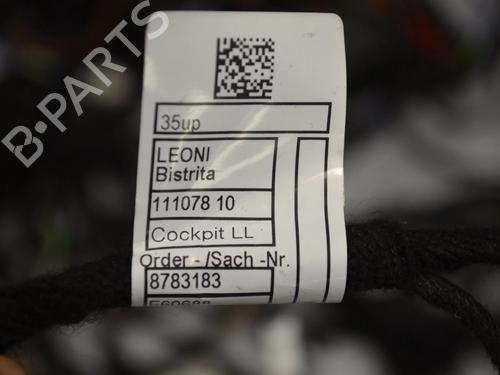 B-PARTS
35up
LEONI
Bistrita
111078 10
Cockpit LL
Order - /Sach -Nr.
8783183